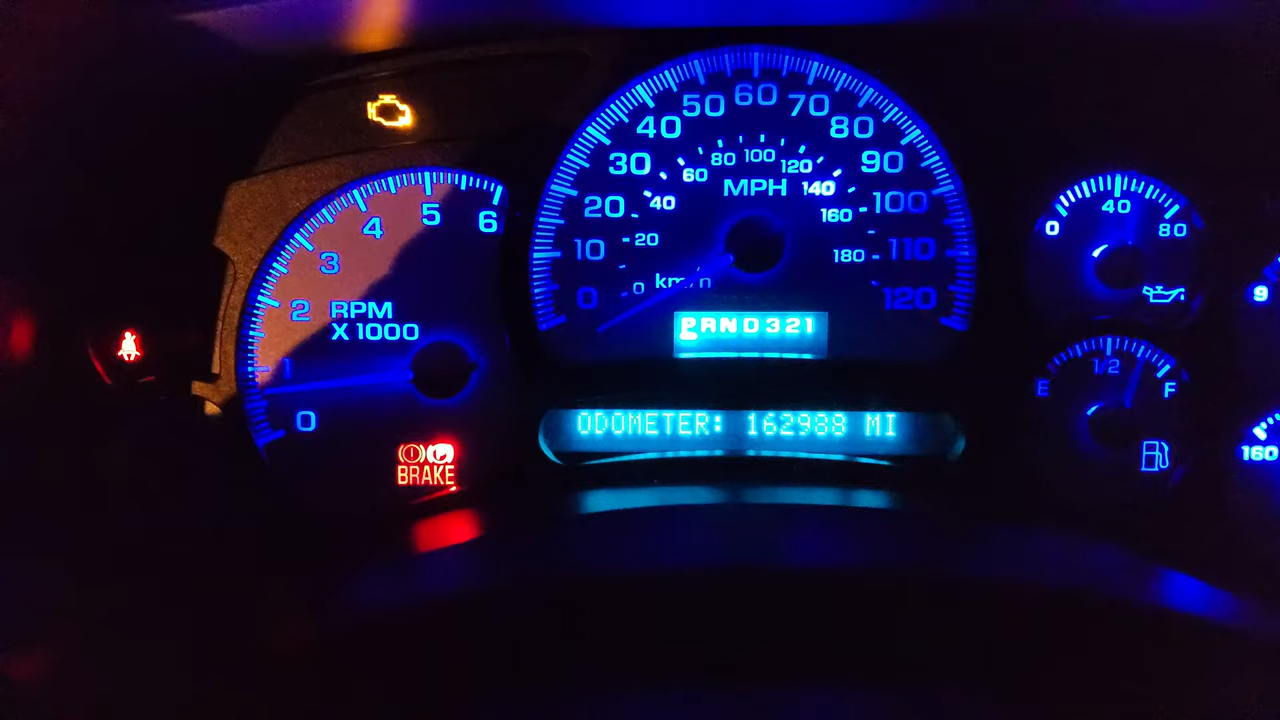 50 60 70
40 80
30 90
20 100
10 110
0 120
60 80 100 120
40 140
20 160
0 180
MPH
km/h
1 2 3 4 5 6
0
RPM
X 1000
BRAKE
PRND321
ODOMETER: 162988 MI
0 40 80
E 1/2 F
9
160